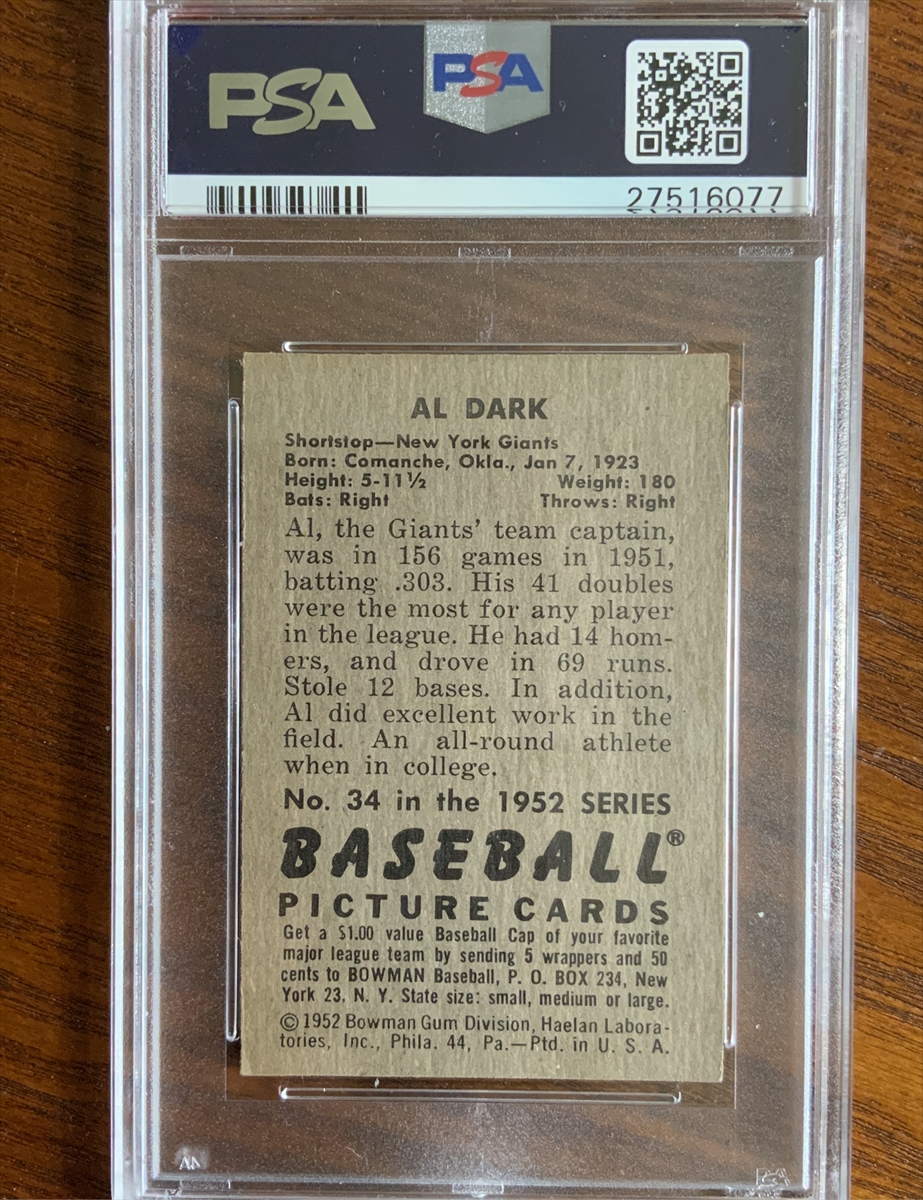 PSA
PSA
27516077
AL DARK
Shortstop—New York Giants
Born: Comanche, Okla., Jan 7, 1923
Height: 5-11½ Weight: 180
Bats: Right Throws: Right
Al, the Giants' team captain,
was in 156 games in 1951,
batting .303. His 41 doubles
were the most for any player
in the league. He had 14 hom-
ers, and drove in 69 runs.
Stole 12 bases. In addition,
Al did excellent work in the
field. An all-round athlete
when in college.
No. 34 in the 1952 SERIES
BASEBALL®
PICTURE CARDS
Get a $1.00 value Baseball Cap of your favorite
major league team by sending 5 wrappers and 50
cents to BOWMAN Baseball, P. O. BOX 234, New
York 23, N. Y. State size: small, medium or large.
©1952 Bowman Gum Division, Haelan Labora-
tories, Inc., Phila. 44, Pa.—Ptd. in U. S. A.